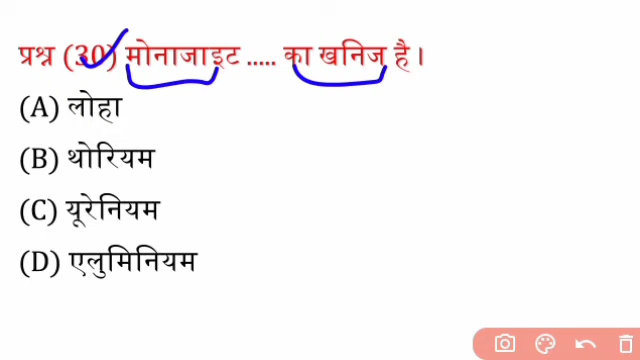 प्रश्न (30) मोनाजाइट ..... का खनिज है।
(A) लोहा
(B) थोरियम
(C) यूरेनियम
(D) एलुमिनियम